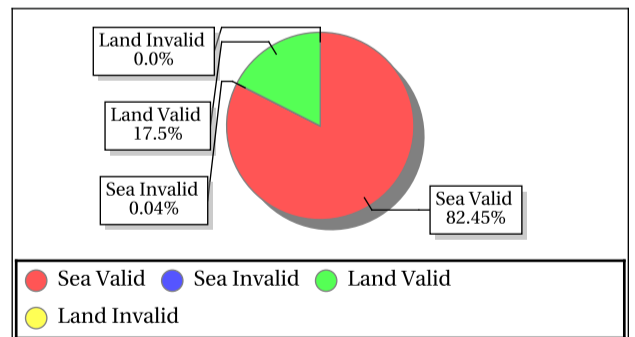 Land Invalid
0.0%
Land Valid
17.5%
Sea Invalid
0.04%
Sea Valid
82.45%
Sea Valid
Sea Invalid
Land Valid
Land Invalid